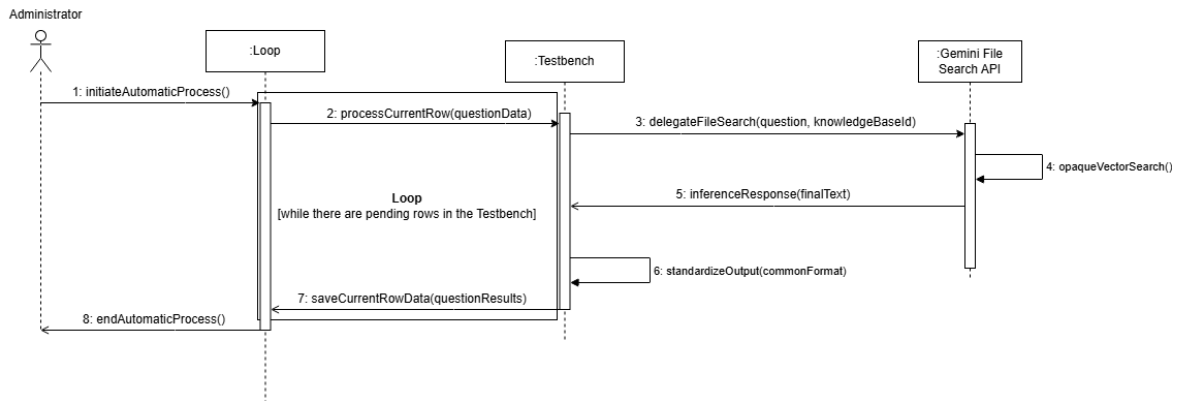 Administrator
:Loop
:Testbench
:Gemini File
Search API
1: initiateAutomaticProcess()
2: processCurrentRow(questionData)
3: delegateFileSearch(question, knowledgeBaseId)
4: opaqueVectorSearch()
5: inferenceResponse(finalText)
Loop
[while there are pending rows in the Testbench]
6: standardizeOutput(commonFormat)
7: saveCurrentRowData(questionResults)
8: endAutomaticProcess()